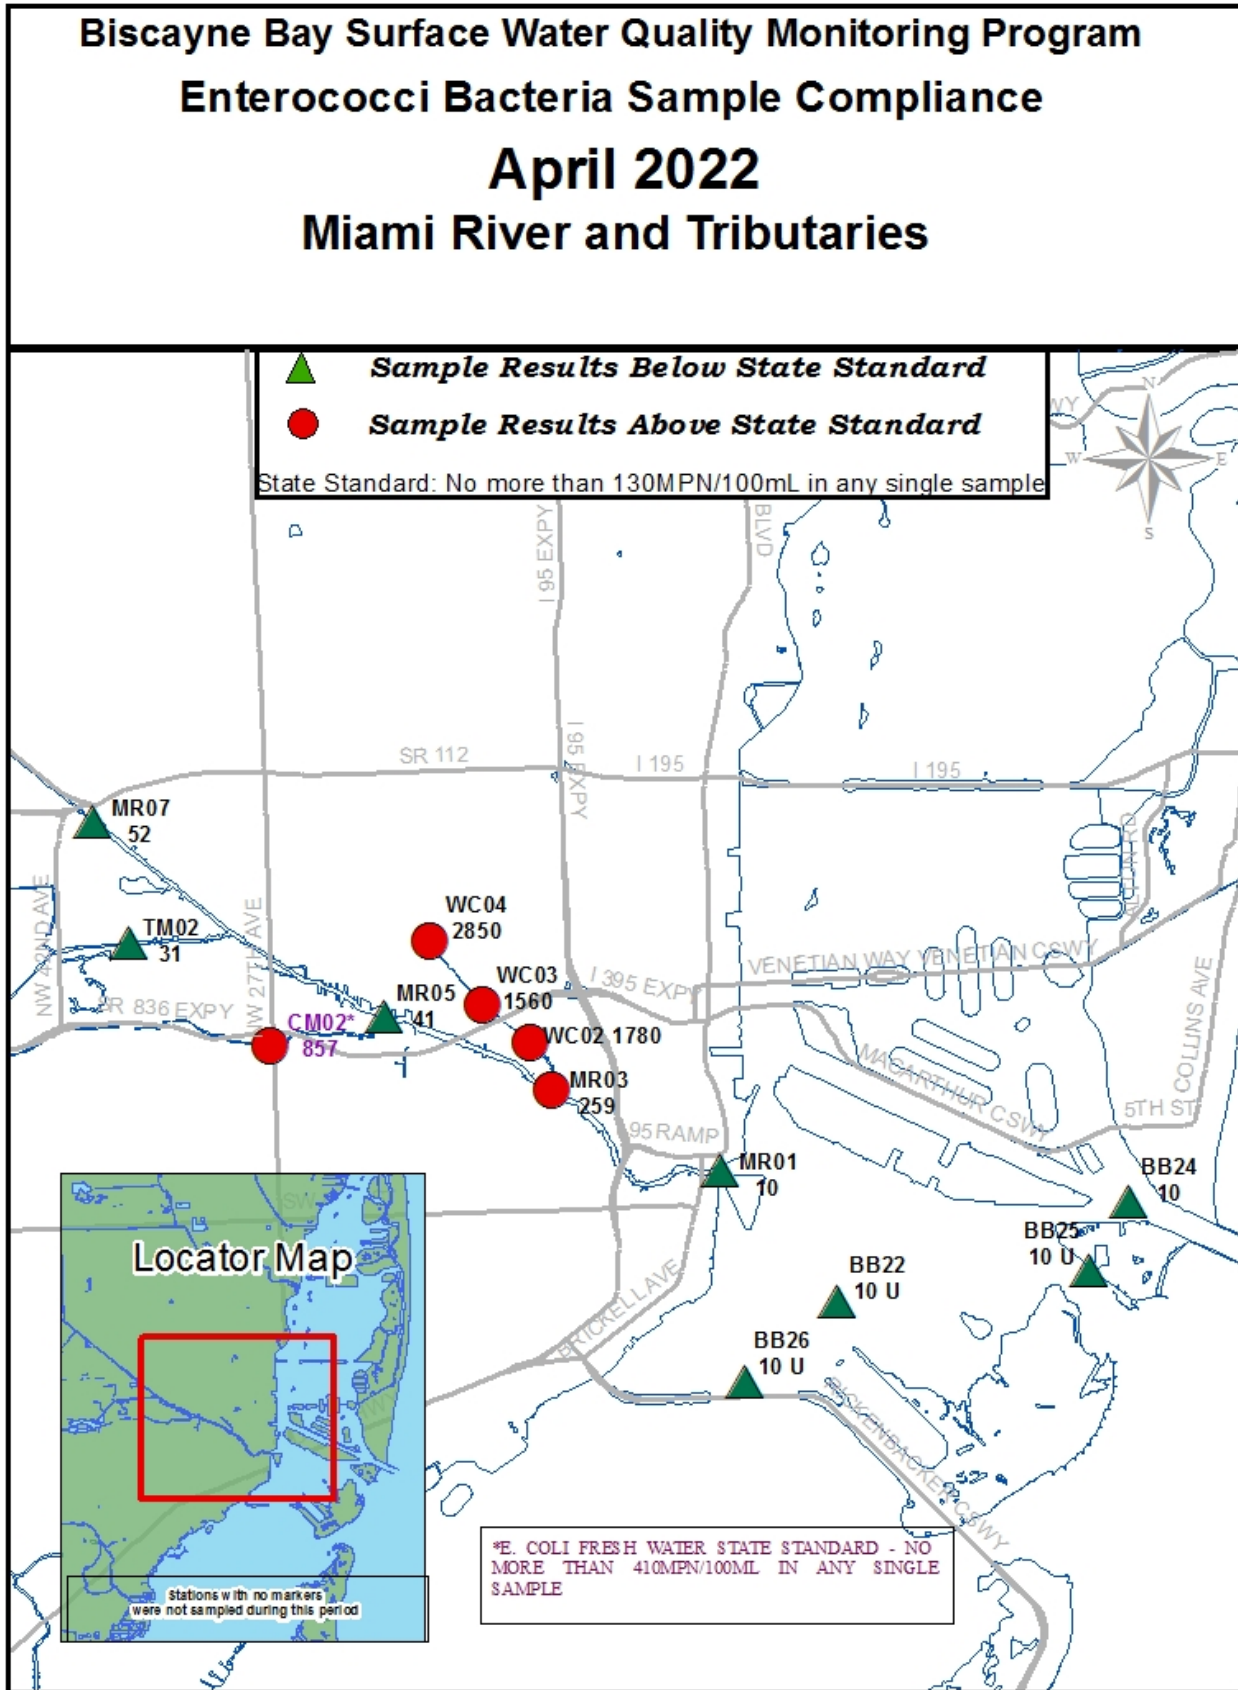 Biscayne Bay Surface Water Quality Monitoring Program
Enterococci Bacteria Sample Compliance
April 2022
Miami River and Tributaries
Sample Results Below State Standard
Sample Results Above State Standard
State Standard: No more than 130MPN/100mL in any single sample
WY
N
W
E
S
I 95 EXPY
BLVD
I 95 EXPY
SR 112
I 195
I 195
MR07
52
ALTON RD
NW 42ND AVE
NW 27TH AVE
TM02
31
WC04
2850
WC03
1560
I 395 EXPY
VENETIAN WAY VENETIAN CSWY
COLLINS AVE
SR 836 EXPY
CM02*
857
MR05
41
WC02 1780
MR03
259
MACARTHUR CSWY
5TH ST
95 RAMP
MR01
10
BB24
10
BB25
10 U
BB22
10 U
BB26
10 U
BRICKELL AVE
RICKENBACKER CSWY
SW
Locator Map
Stations with no markers
were not sampled during this period
*E. COLI FRESH WATER STATE STANDARD - NO
MORE THAN 410MPN/100ML IN ANY SINGLE
SAMPLE